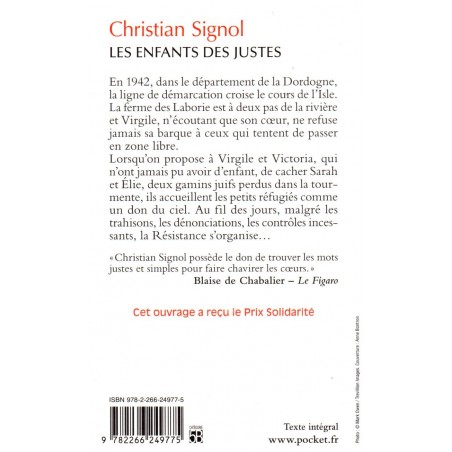 Christian Signol
LES ENFANTS DES JUSTES
En 1942, dans le département de la Dordogne,
la ligne de démarcation croise le cours de l'Isle.
La ferme des Laborie est à deux pas de la rivière
et Virgile, n'écoutant que son cœur, ne refuse
jamais sa barque à ceux qui tentent de passer
en zone libre.
Lorsqu'on propose à Virgile et Victoria, qui
n'ont jamais pu avoir d'enfant, de cacher Sarah
et Élie, deux gamins juifs perdus dans la tour-
mente, ils accueillent les petits réfugiés comme
un don du ciel. Au fil des jours, malgré les
trahisons, les dénonciations, les contrôles inces-
sants, la Résistance s'organise…
« Christian Signol possède le don de trouver les mots
justes et simples pour faire chavirer les cœurs. »
Blaise de Chabalier – Le Figaro
Cet ouvrage a reçu le Prix Solidarité
ISBN 978-2-266-24977-5
9 782266 249775
Texte intégral
www.pocket.fr